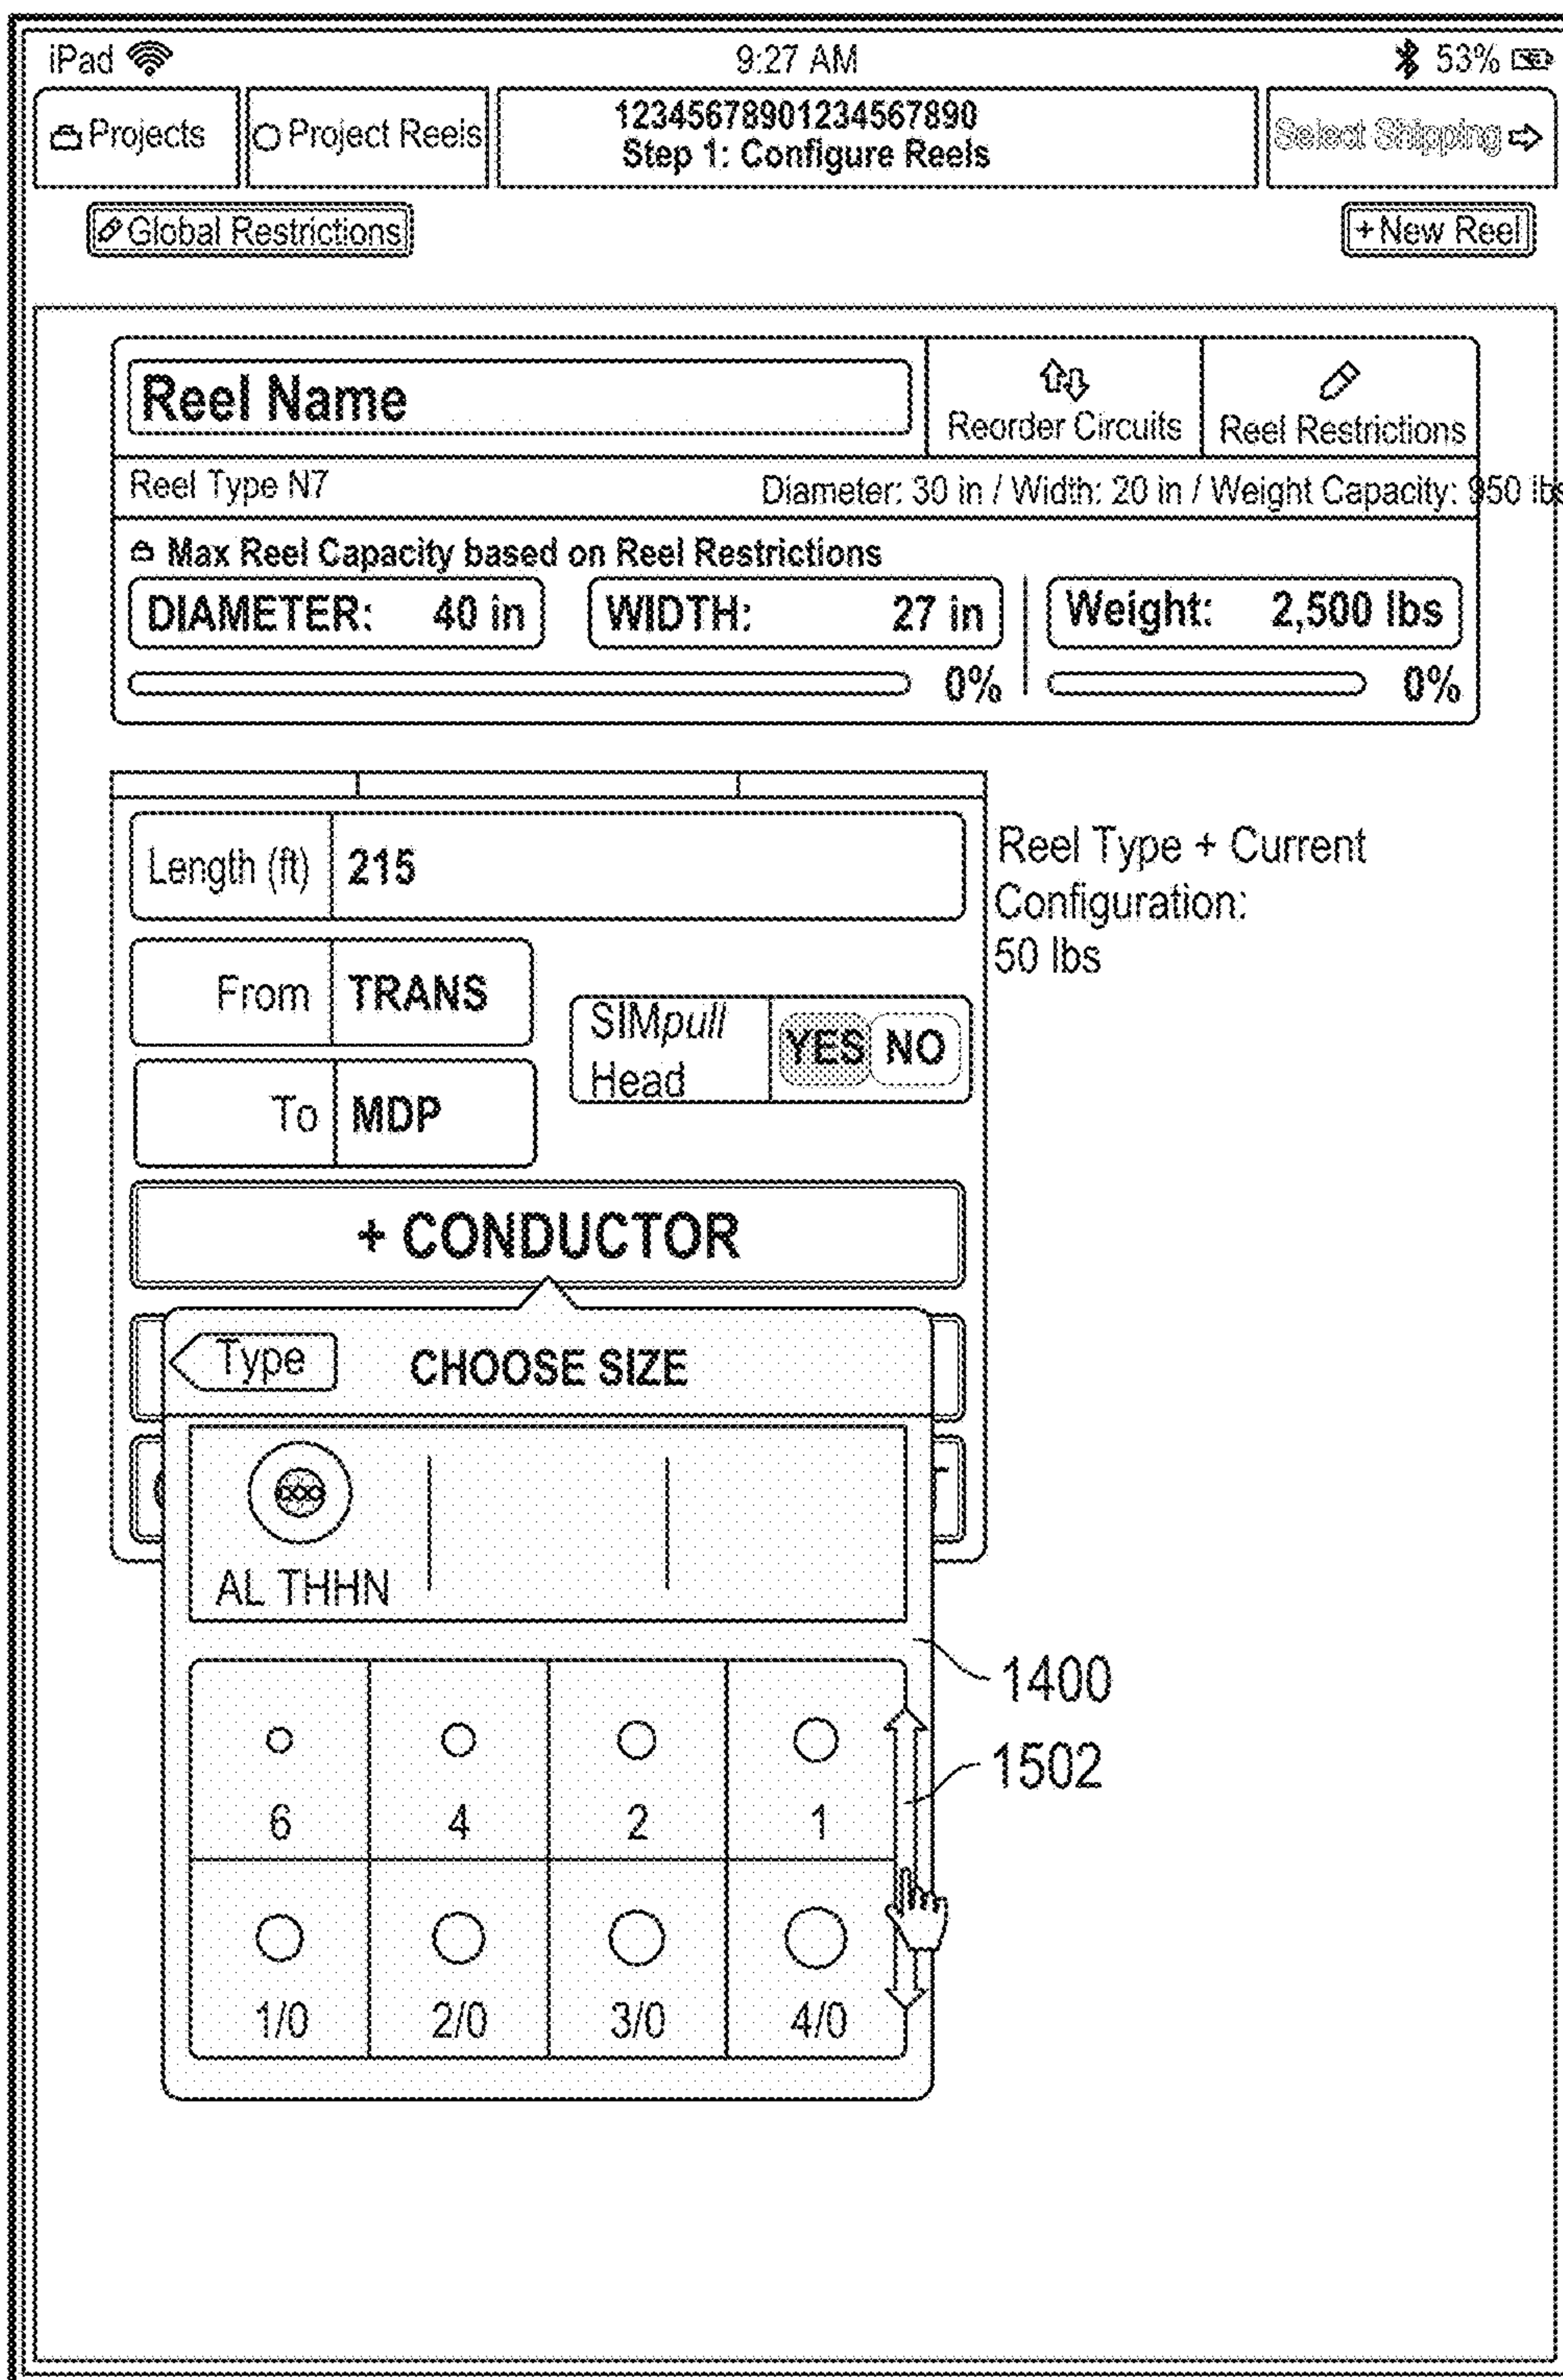 iPad 9:27 AM 53%
Projects Project Reels 12345678901234567890 Select Shipping
Step 1: Configure Reels
Global Restrictions +New Reel
Reel Name Reorder Circuits Reel Restrictions
Reel Type N7 Diameter: 30 in / Width: 20 in / Weight Capacity: 950 lbs
Max Reel Capacity based on Reel Restrictions
DIAMETER: 40 in WIDTH: 27 in Weight: 2,500 lbs
0% 0%
Length (ft) 215
Reel Type + Current
Configuration:
50 lbs
From TRANS
SIMpull
Head YES NO
To MDP
+ CONDUCTOR
Type CHOOSE SIZE
AL THHN
1400
1502
6 4 2 1
1/0 2/0 3/0 4/0